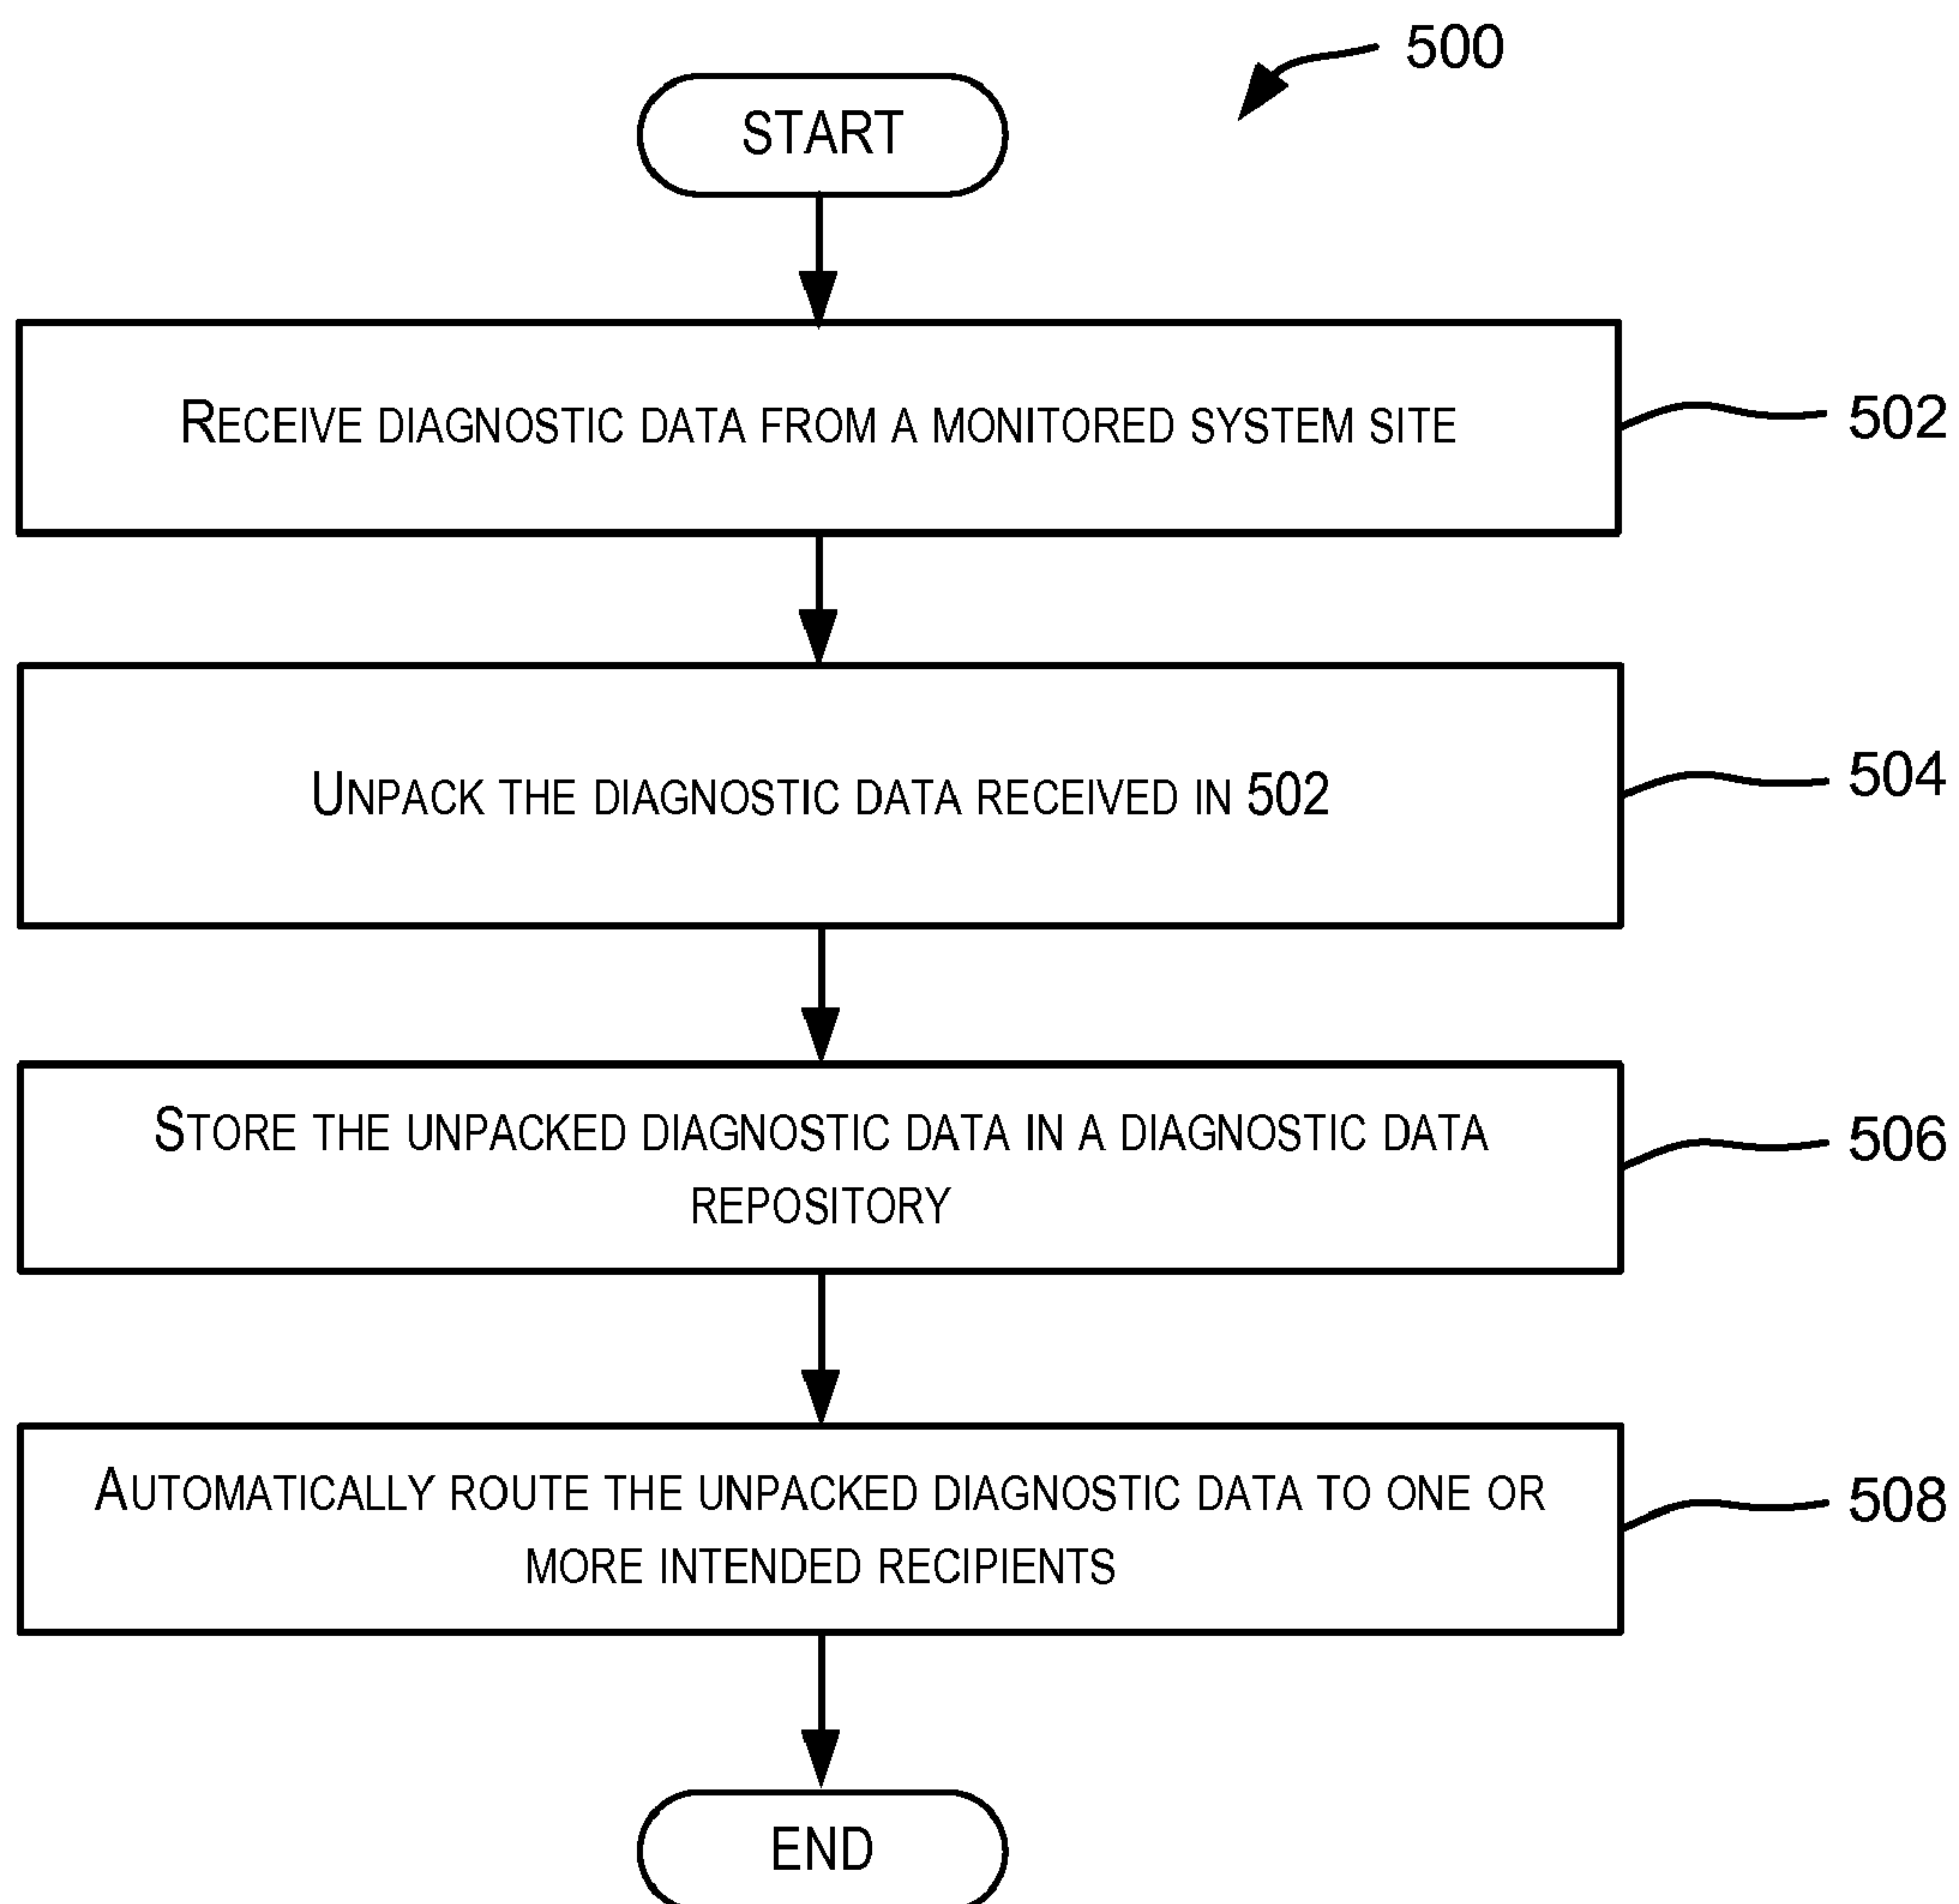 500
START
RECEIVE DIAGNOSTIC DATA FROM A MONITORED SYSTEM SITE
502
UNPACK THE DIAGNOSTIC DATA RECEIVED IN 502
504
STORE THE UNPACKED DIAGNOSTIC DATA IN A DIAGNOSTIC DATA
REPOSITORY
506
AUTOMATICALLY ROUTE THE UNPACKED DIAGNOSTIC DATA TO ONE OR
MORE INTENDED RECIPIENTS
508
END